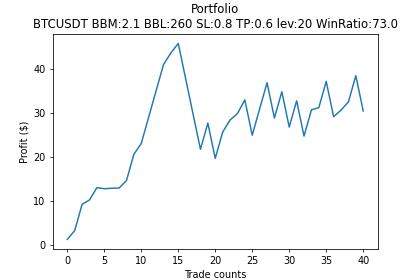 Portfolio
BTCUSDT BBM:2.1 BBL:260 SL:0.8 TP:0.6 lev:20 WinRatio:73.0
40
30
20
10
0
Profit ($)
0 5 10 15 20 25 30 35 40
Trade counts